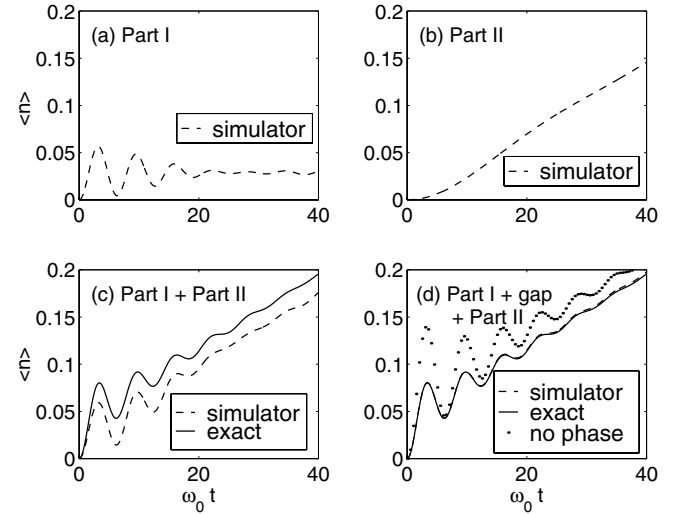 (a) Part I
0.2
0.15
0.1
0.05
0
<n>
simulator
0
20
40
(b) Part II
0.2
0.15
0.1
0.05
0
simulator
0
20
40
(c) Part I + Part II
0.2
0.15
0.1
0.05
0
<n>
simulator
exact
0
20
40
ω0 t
(d) Part I + gap
+ Part II
0.2
0.15
0.1
0.05
0
simulator
exact
no phase
0
20
40
ω0 t